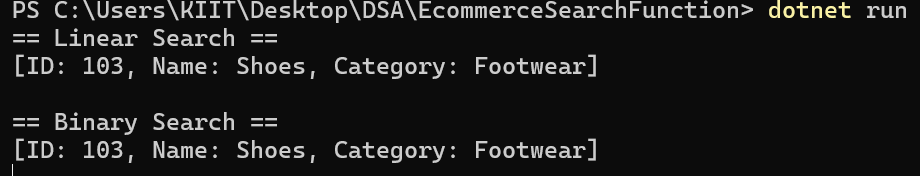 PS C:\Users\KIIT\Desktop\DSA\EcommerceSearchFunction> dotnet run
== Linear Search ==
[ID: 103, Name: Shoes, Category: Footwear]
== Binary Search ==
[ID: 103, Name: Shoes, Category: Footwear]